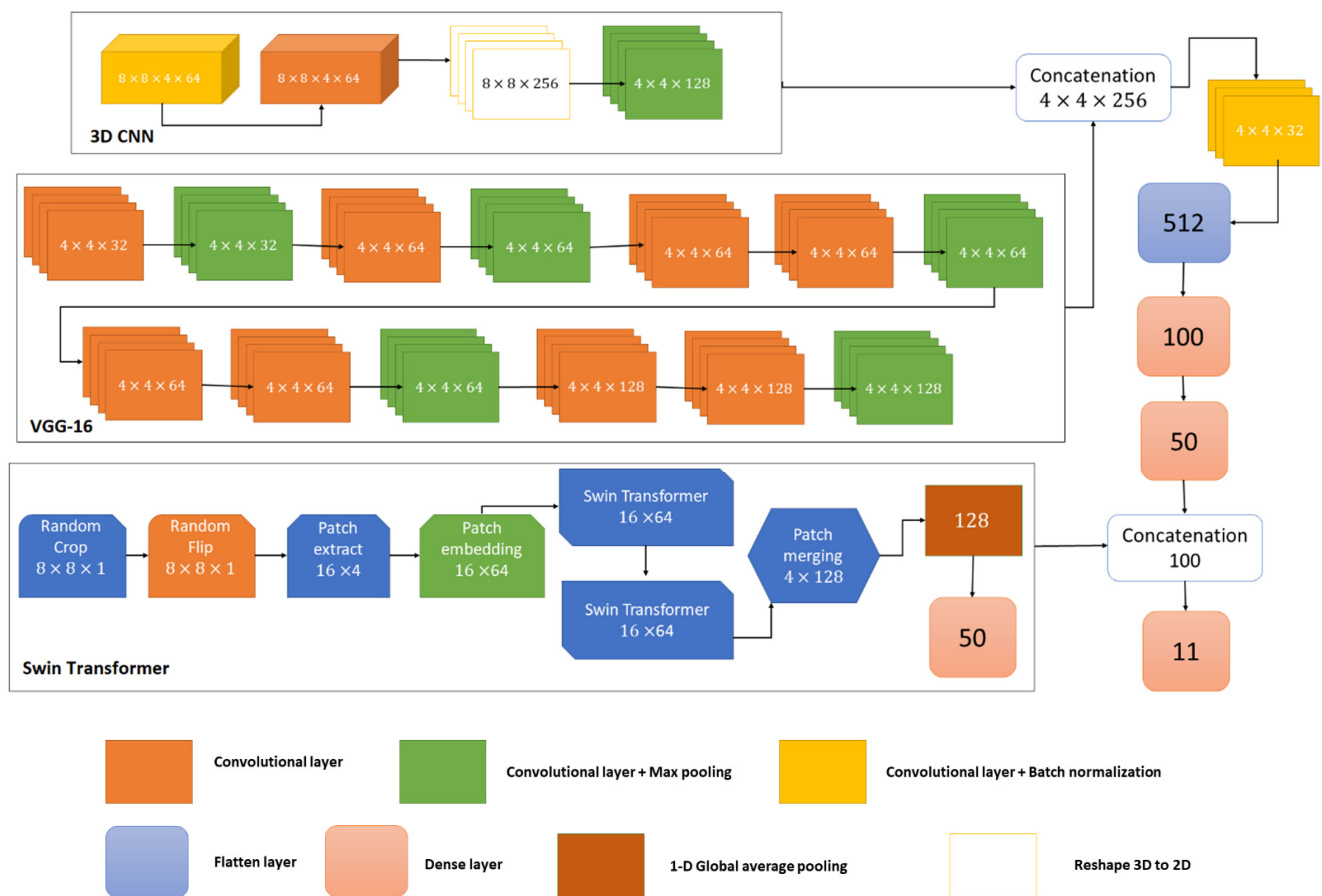 8 × 8 × 4 × 64
8 × 8 × 4 × 64
8 × 8 × 256
4 × 4 × 128
3D CNN
Concatenation
4 × 4 × 256
4 × 4 × 32
4 × 4 × 32
4 × 4 × 32
4 × 4 × 64
4 × 4 × 64
4 × 4 × 64
4 × 4 × 64
4 × 4 × 64
4 × 4 × 64
4 × 4 × 64
4 × 4 × 64
4 × 4 × 128
4 × 4 × 128
4 × 4 × 128
VGG-16
512
100
50
Random
Crop
8 × 8 × 1
Random
Flip
8 × 8 × 1
Patch
extract
16 ×4
Patch
embedding
16 ×64
Swin Transformer
16 ×64
Swin Transformer
16 ×64
Patch
merging
4 × 128
128
50
Swin Transformer
Concatenation
100
11
Convolutional layer
Convolutional layer + Max pooling
Convolutional layer + Batch normalization
Flatten layer
Dense layer
1-D Global average pooling
Reshape 3D to 2D